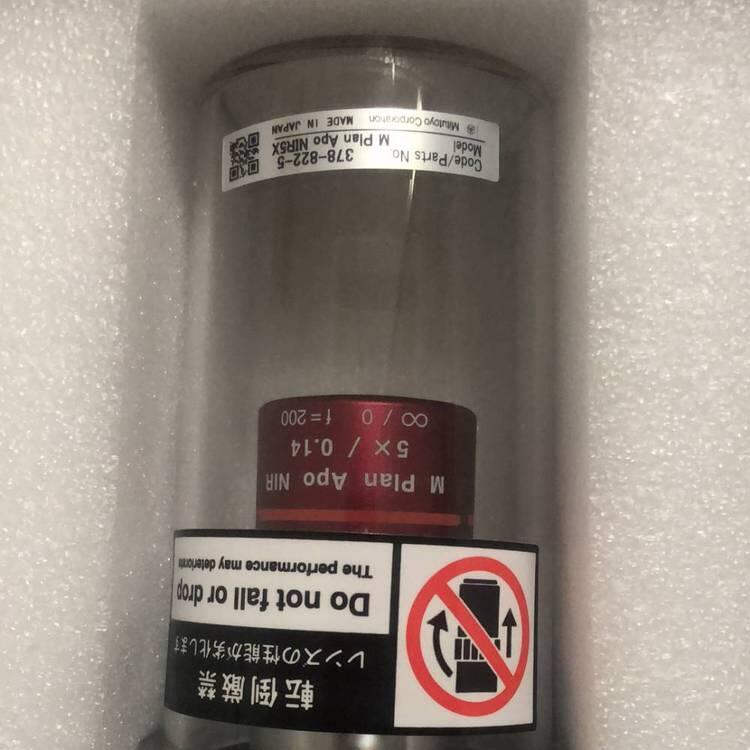 Code/Parts No. 378-822-5
Model M Plan Apo NIR5X
Mitutoyo Corporation MADE IN JAPAN
M Plan Apo NIR
5× / 0.14
∞ / 0 f = 200
転倒厳禁
レンズの性能が劣化します
Do not fall or drop
The performance may deteriorate